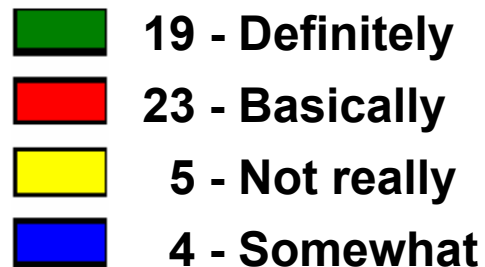 19 - Definitely
23 - Basically
5 - Not really
4 - Somewhat